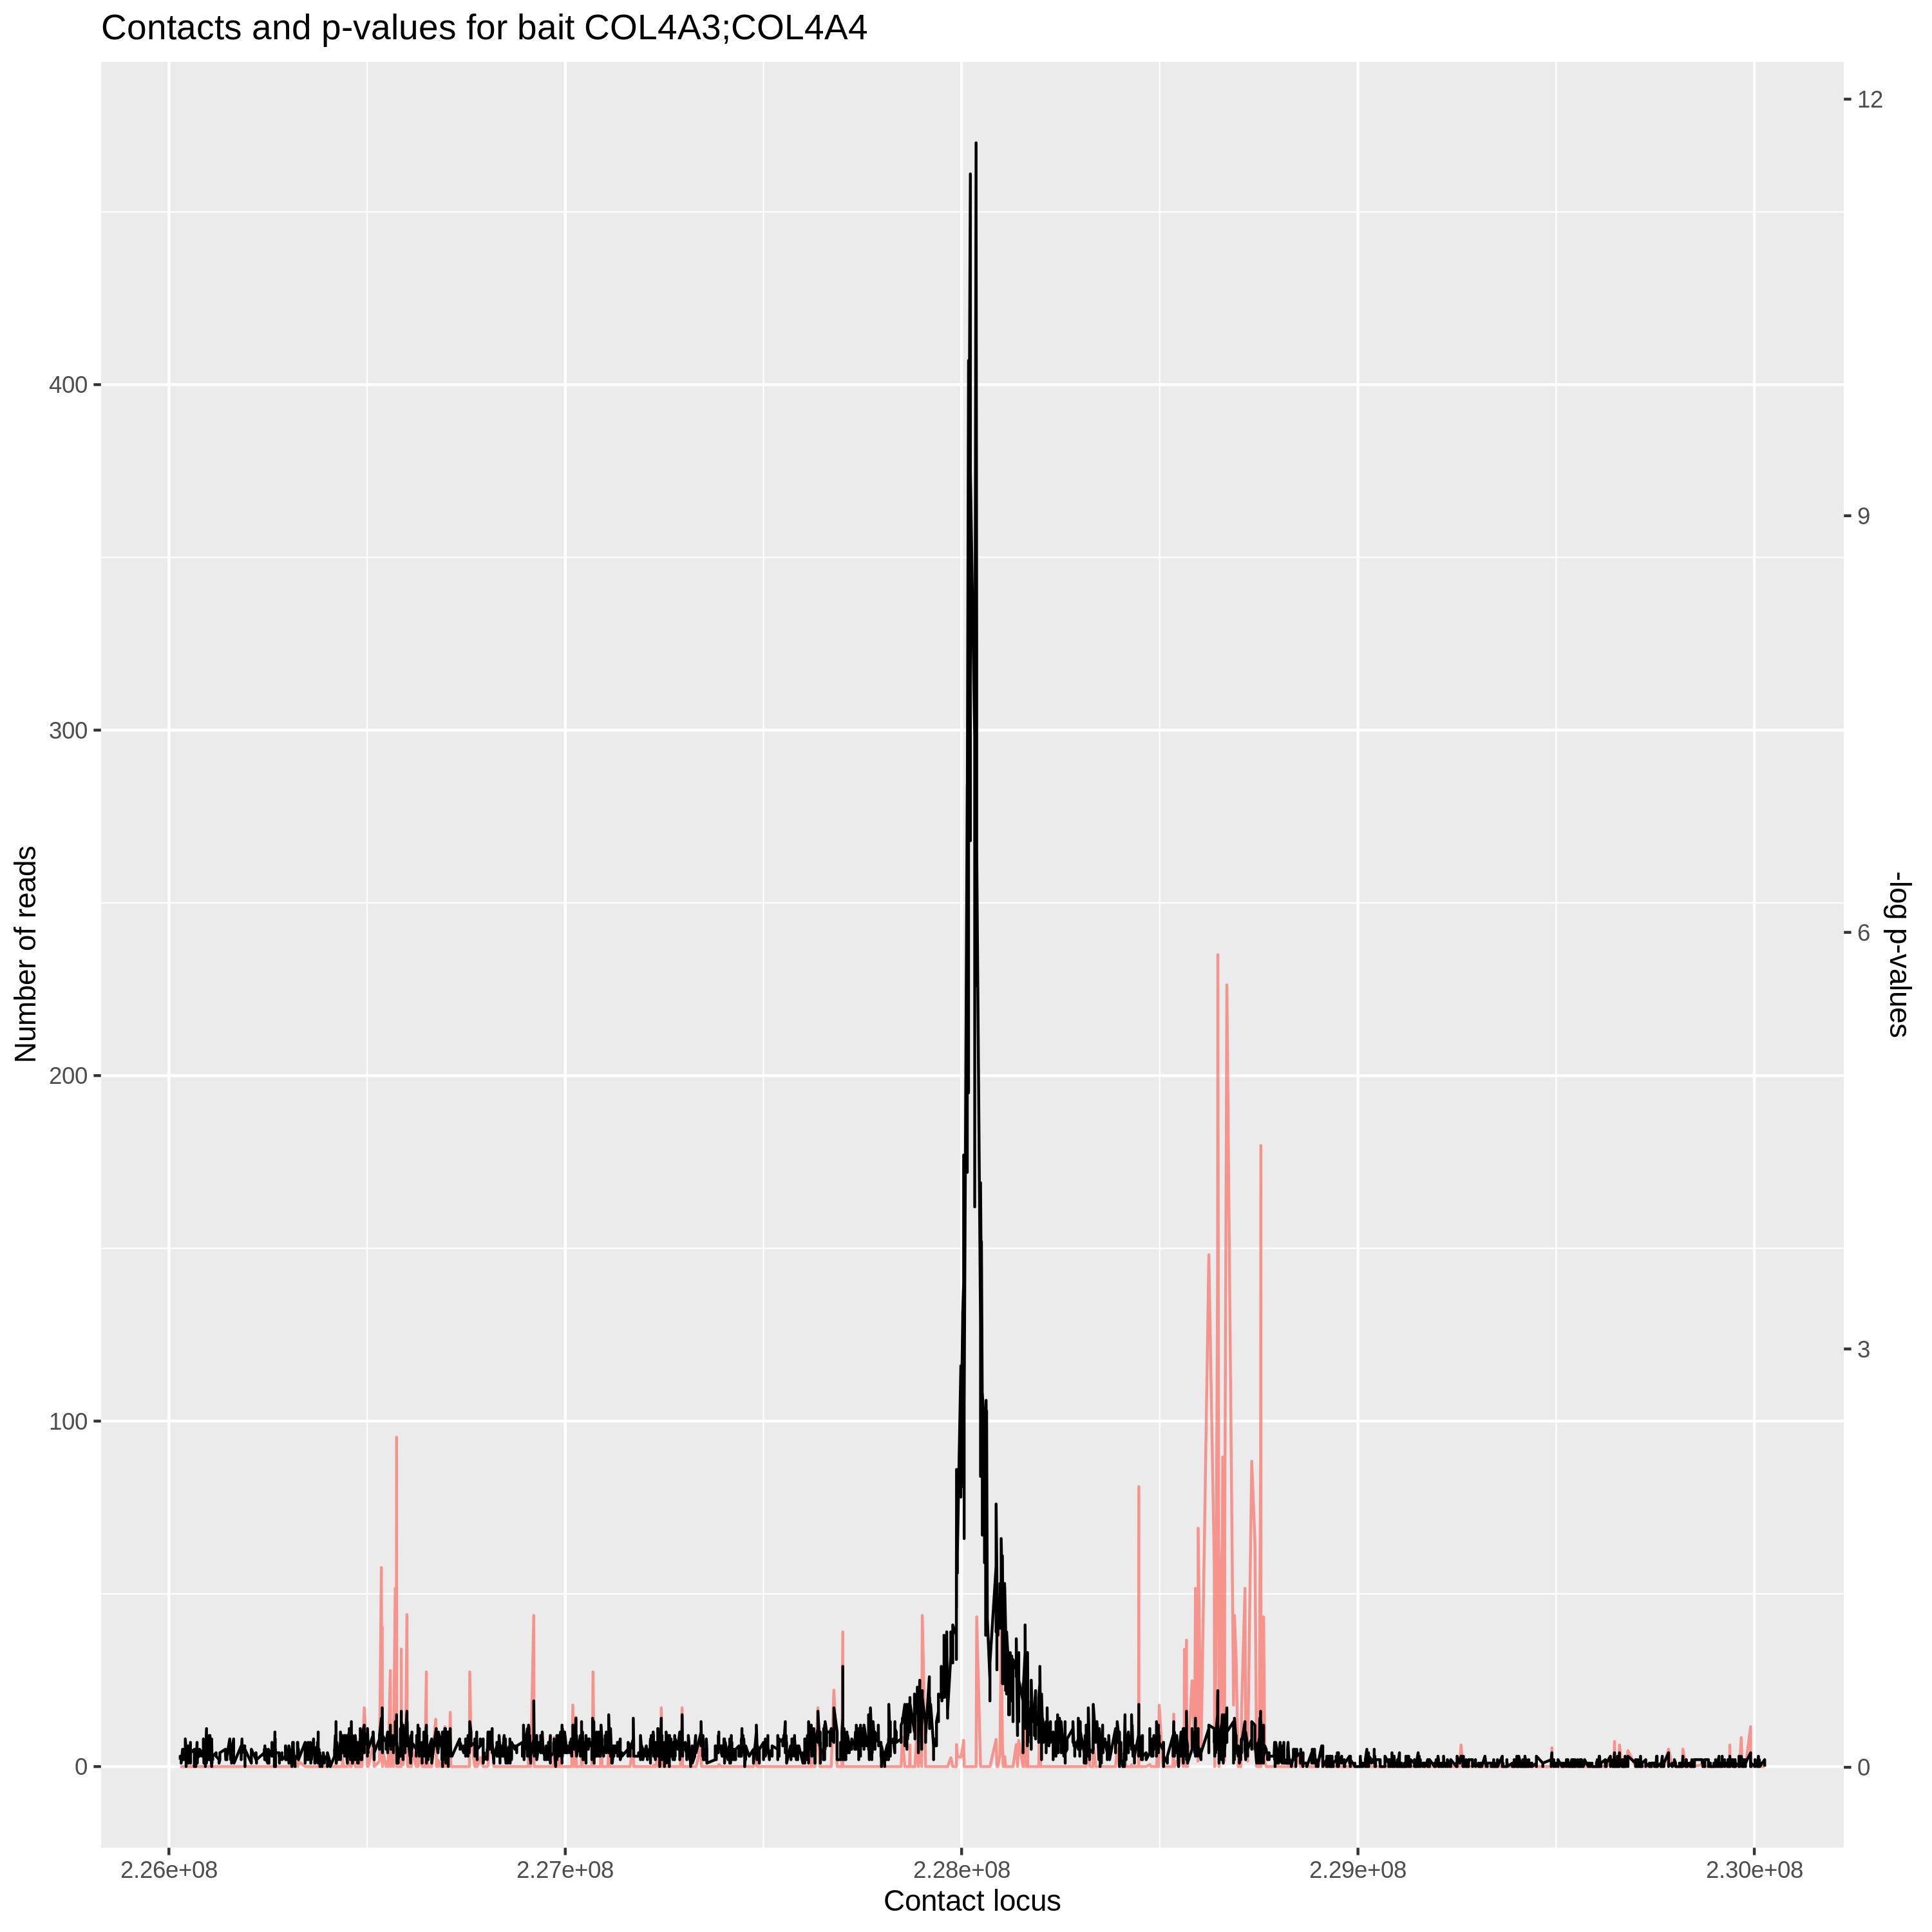 Contacts and p-values for bait COL4A3;COL4A4
12
9
6
3
0
400
300
200
100
0
Number of reads
-log p-values
2.26e+08
2.27e+08
2.28e+08
2.29e+08
2.30e+08
Contact locus